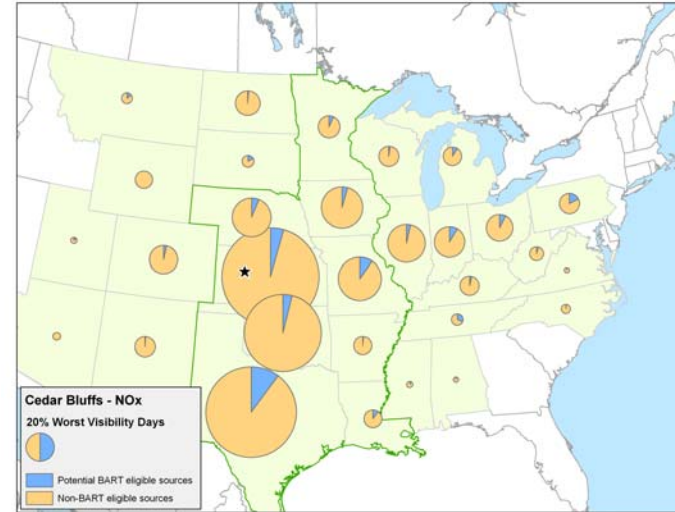 Cedar Bluffs - NOx
20% Worst Visibility Days
Potential BART eligible sources
Non-BART eligible sources